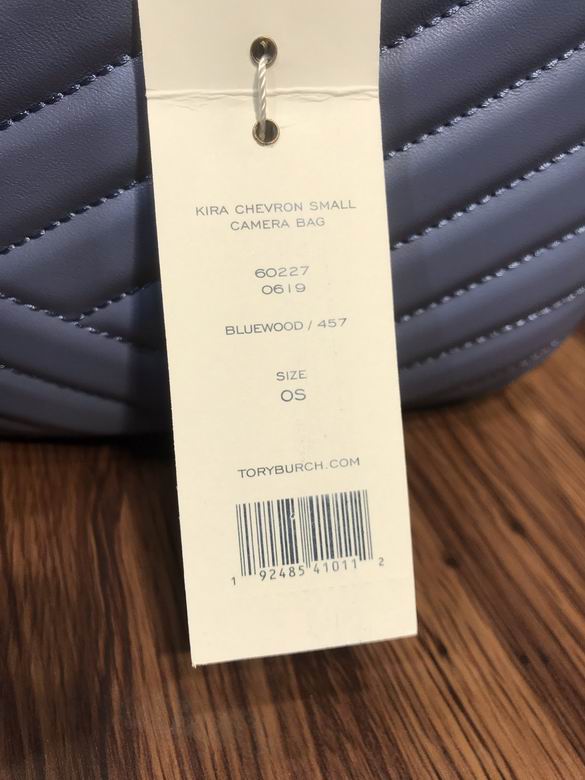 KIRA CHEVRON SMALL
CAMERA BAG
60227
0619
BLUEWOOD / 457
SIZE
OS
TORYBURCH.COM
1 92485 41011 2